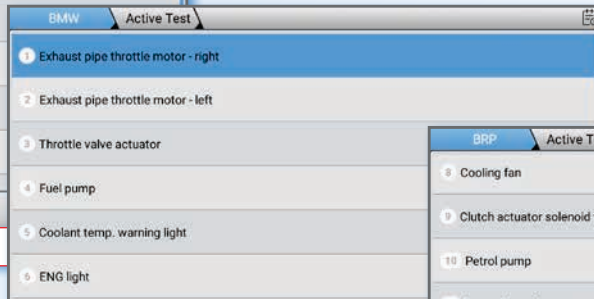 BMW Active Test
1 Exhaust pipe throttle motor - right
2 Exhaust pipe throttle motor - left
3 Throttle valve actuator
4 Fuel pump
5 Coolant temp. warning light
6 ENG light
BRP Active T
8 Cooling fan
9 Clutch actuator solenoid
10 Petrol pump